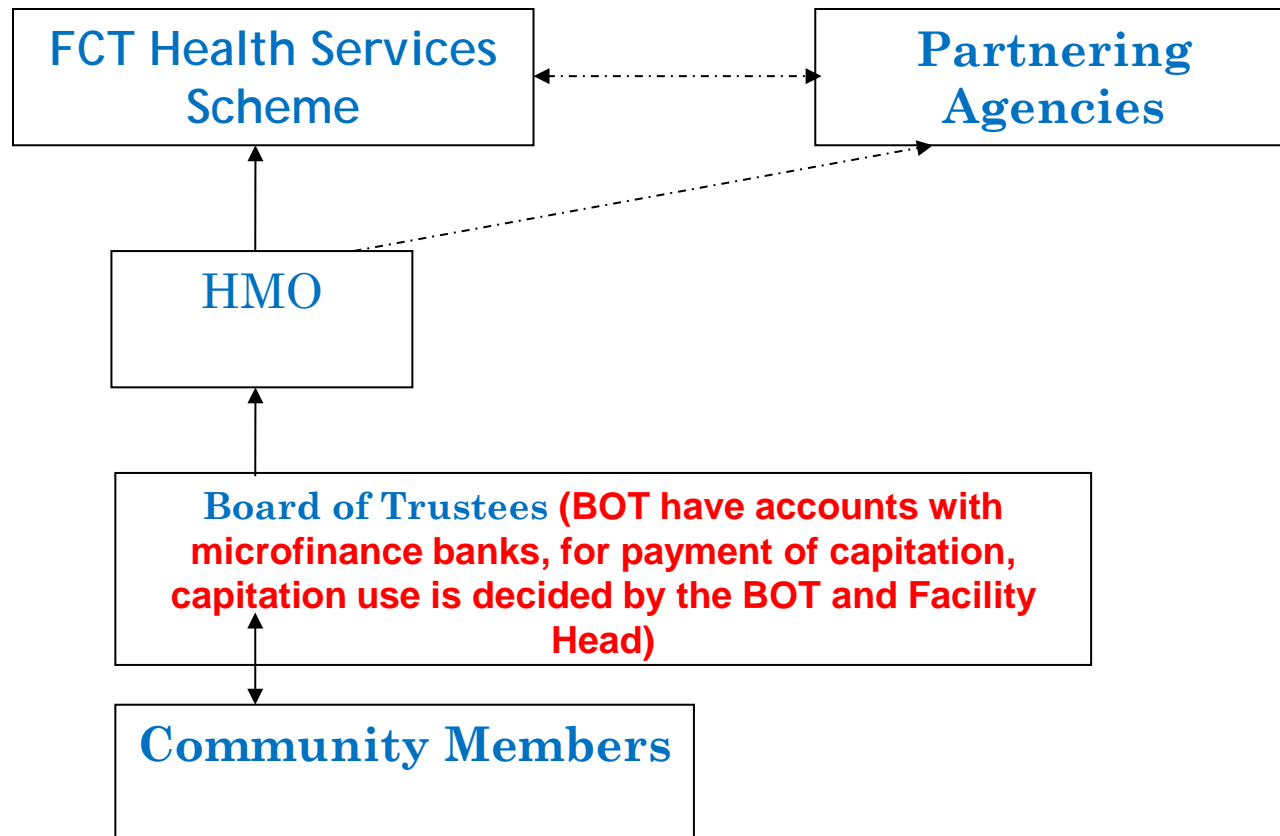 FCT Health Services
Scheme
Partnering
Agencies
HMO
Board of Trustees (BOT have accounts with
microfinance banks, for payment of capitation,
capitation use is decided by the BOT and Facility
Head)
Community Members